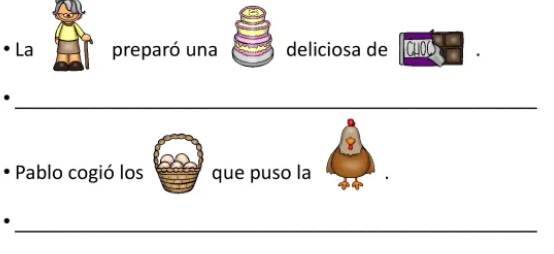 • La preparó una deliciosa de CHOC .
•
• Pablo cogió los que puso la .
•